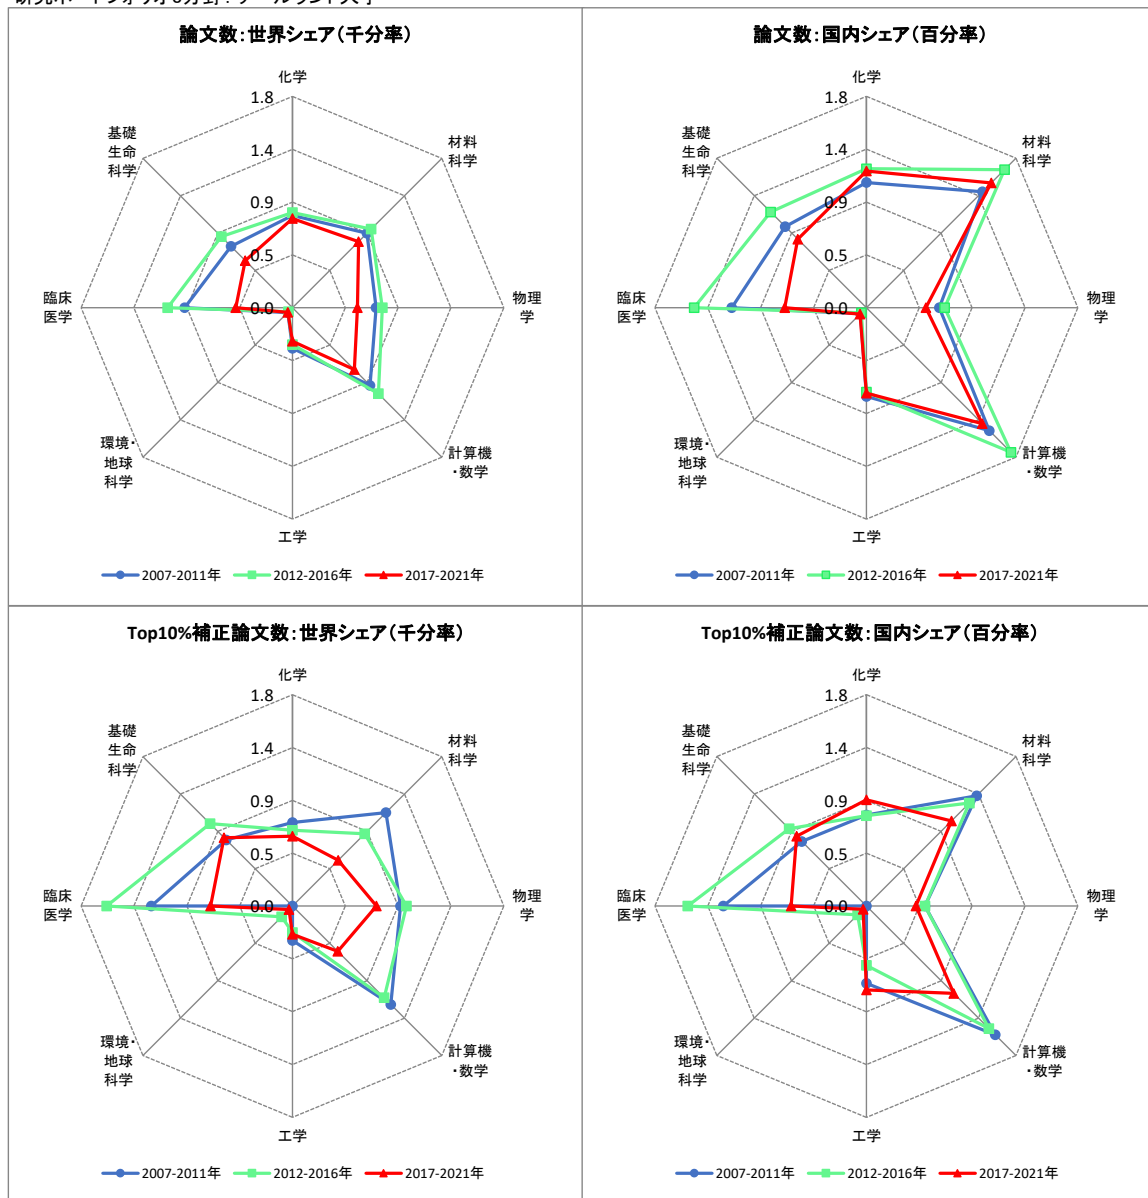 論文数：世界シェア（千分率）
化学
1.8
1.4
0.9
0.5
0.0
材料
科学
物理
学
計算機
・数学
工学
環境・
地球
科学
臨床
医学
基礎
生命
科学
2007-2011年
2012-2016年
2017-2021年
論文数：国内シェア（百分率）
化学
1.8
1.4
0.9
0.5
0.0
材料
科学
物理
学
計算機
・数学
工学
環境・
地球
科学
臨床
医学
基礎
生命
科学
2007-2011年
2012-2016年
2017-2021年
Top10%補正論文数：世界シェア（千分率）
化学
1.8
1.4
0.9
0.5
0.0
材料
科学
物理
学
計算機
・数学
工学
環境・
地球
科学
臨床
医学
基礎
生命
科学
2007-2011年
2012-2016年
2017-2021年
Top10%補正論文数：国内シェア（百分率）
化学
1.8
1.4
0.9
0.5
0.0
材料
科学
物理
学
計算機
・数学
工学
環境・
地球
科学
臨床
医学
基礎
生命
科学
2007-2011年
2012-2016年
2017-2021年